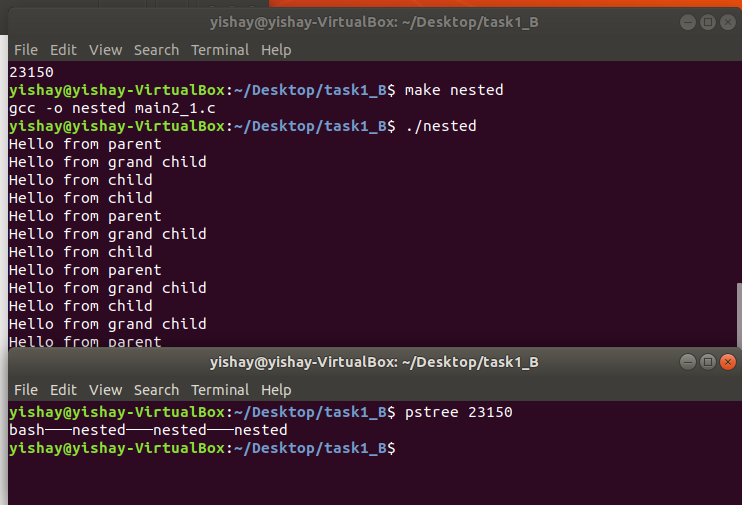 yishay@yishay-VirtualBox: ~/Desktop/task1_B
File Edit View Search Terminal Help
23150
yishay@yishay-VirtualBox:~/Desktop/task1_B$ make nested
gcc -o nested main2_1.c
yishay@yishay-VirtualBox:~/Desktop/task1_B$ ./nested
Hello from parent
Hello from grand child
Hello from child
Hello from child
Hello from parent
Hello from grand child
Hello from child
Hello from parent
Hello from grand child
Hello from child
Hello from grand child
Hello from parent
yishay@yishay-VirtualBox: ~/Desktop/task1_B
File Edit View Search Terminal Help
yishay@yishay-VirtualBox:~/Desktop/task1_B$ pstree 23150
bash───nested───nested───nested
yishay@yishay-VirtualBox:~/Desktop/task1_B$